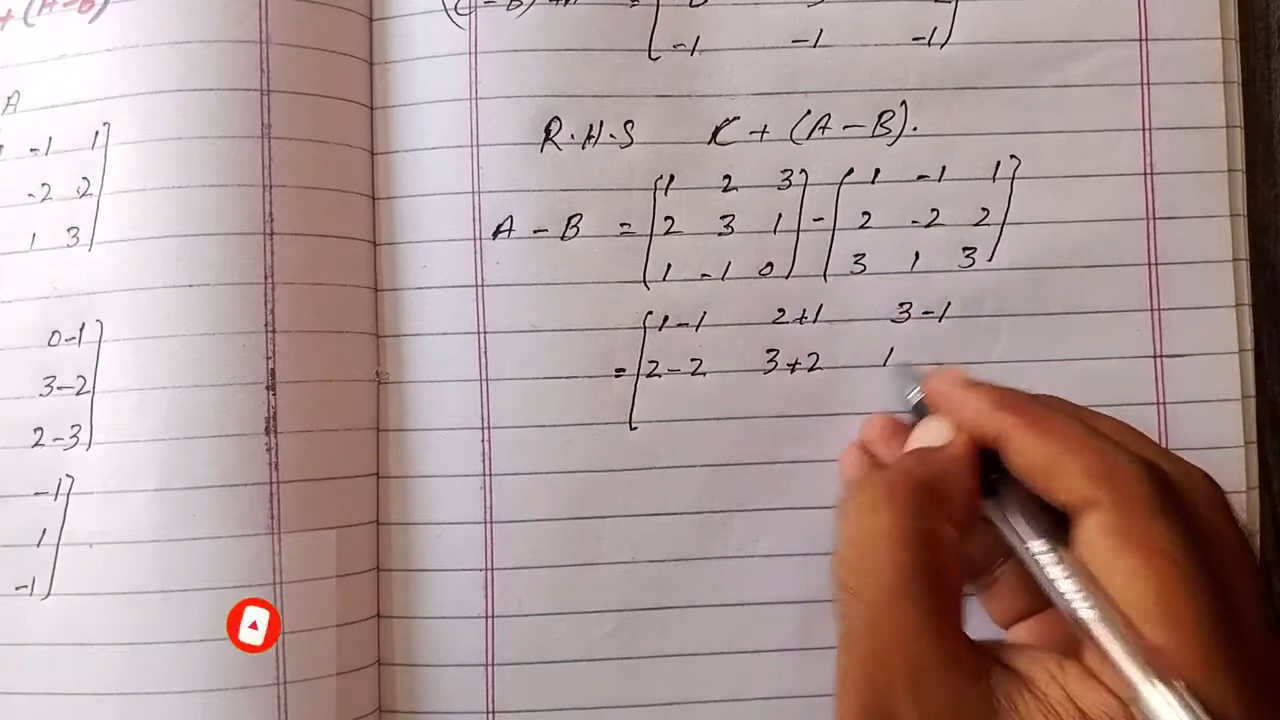 + (A-B)
A
-1 1
-2 2
1 3
0-1
3-2
2-3
-1
1
-1
-1 -1 -1
R.H.S C + (A - B).
A - B = [1 2 3] - [1 -1 1]
[2 3 1] [2 -2 2]
[1 -1 0] [3 1 3]
= [1-1 2+1 3-1
2-2 3+2 1